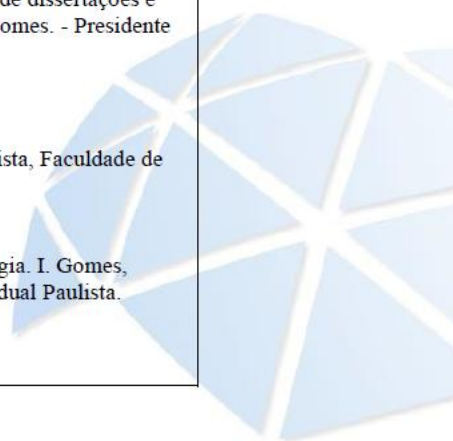 de dissertações e
omes. - Presidente
ista, Faculdade de
gia. I. Gomes,
dual Paulista.